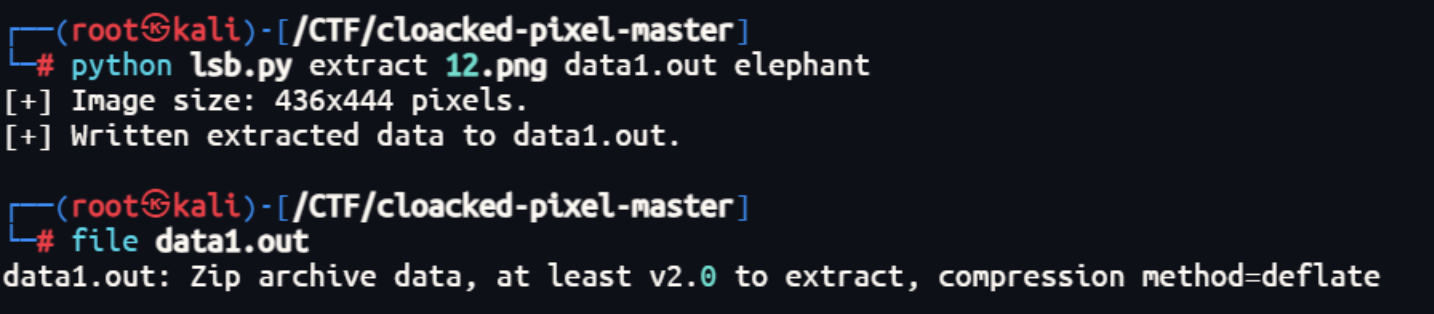 ┌──(root㉿kali)-[/CTF/cloacked-pixel-master]
└─# python lsb.py extract 12.png data1.out elephant
[+] Image size: 436x444 pixels.
[+] Written extracted data to data1.out.
┌──(root㉿kali)-[/CTF/cloacked-pixel-master]
└─# file data1.out
data1.out: Zip archive data, at least v2.0 to extract, compression method=deflate